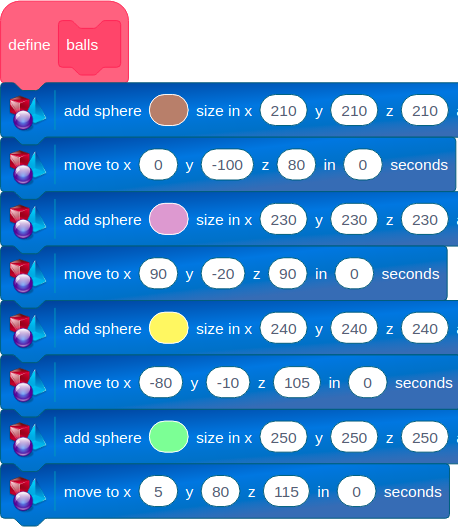 define balls
add sphere size in x 210 y 210 z 210
move to x 0 y -100 z 80 in 0 seconds
add sphere size in x 230 y 230 z 230
move to x 90 y -20 z 90 in 0 seconds
add sphere size in x 240 y 240 z 240
move to x -80 y -10 z 105 in 0 seconds
add sphere size in x 250 y 250 z 250
move to x 5 y 80 z 115 in 0 seconds